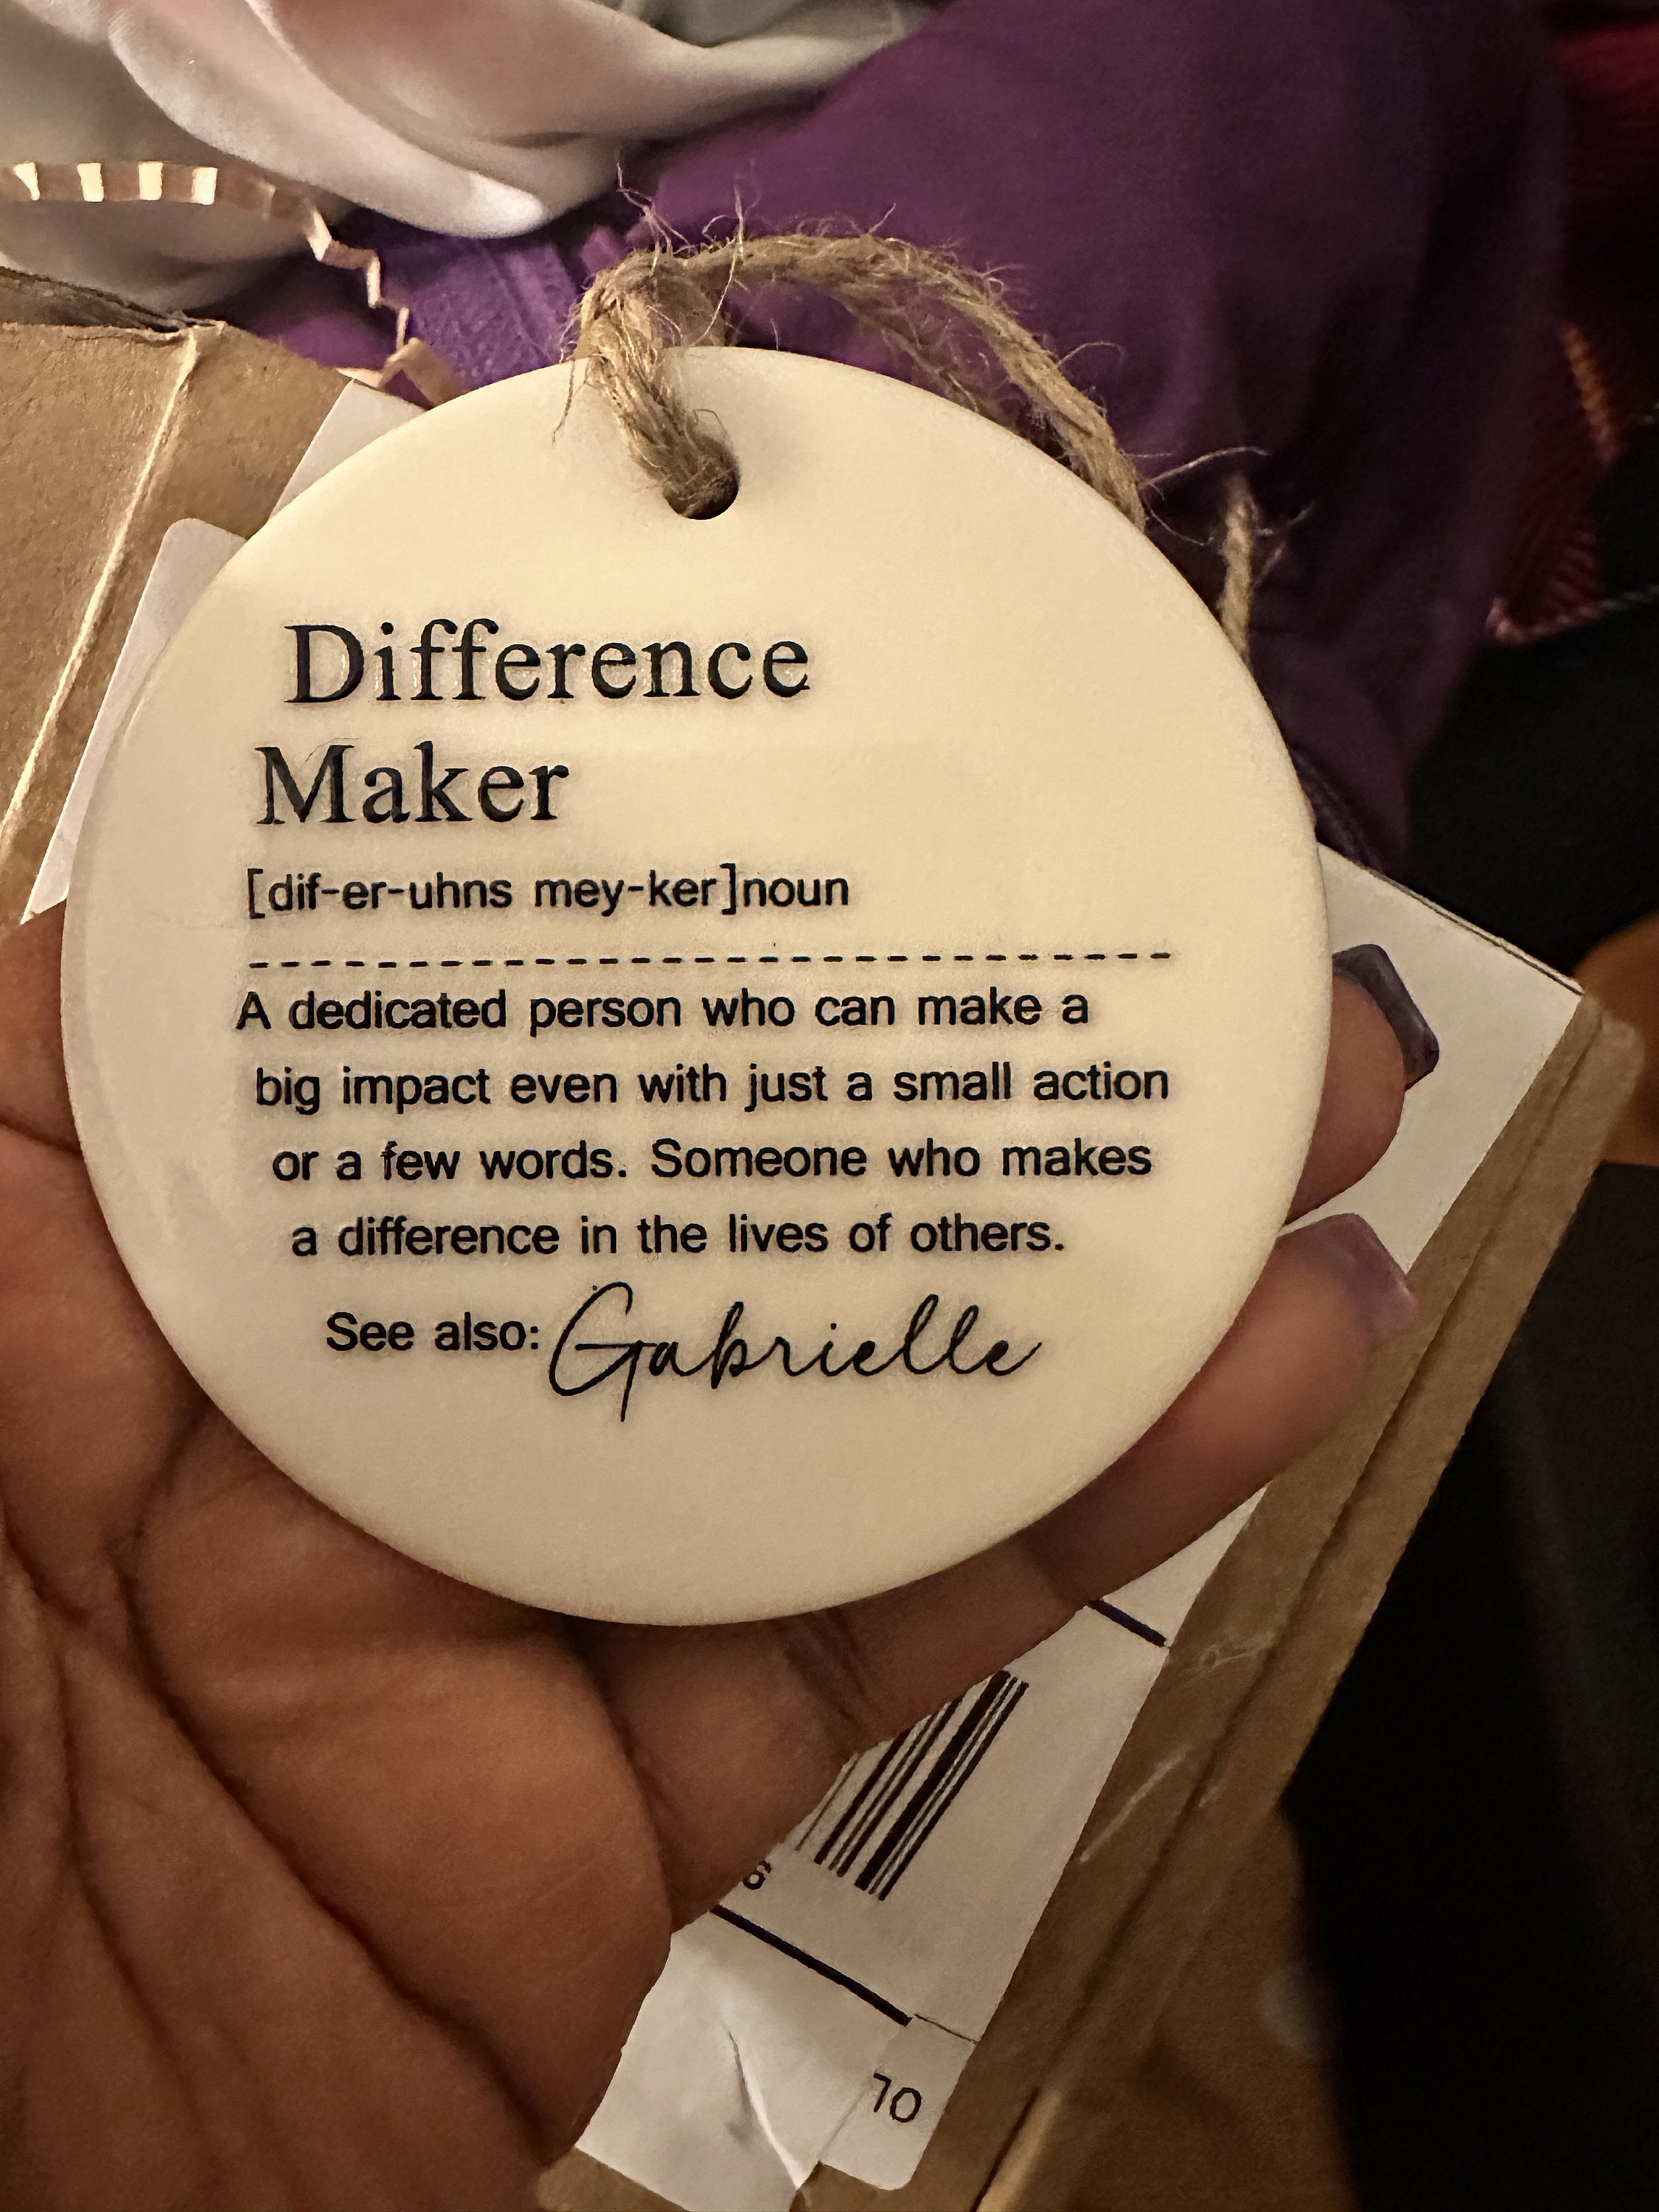 Difference
Maker
[dif-er-uhns mey-ker]noun
A dedicated person who can make a
big impact even with just a small action
or a few words. Someone who makes
a difference in the lives of others.
See also: Gabrielle